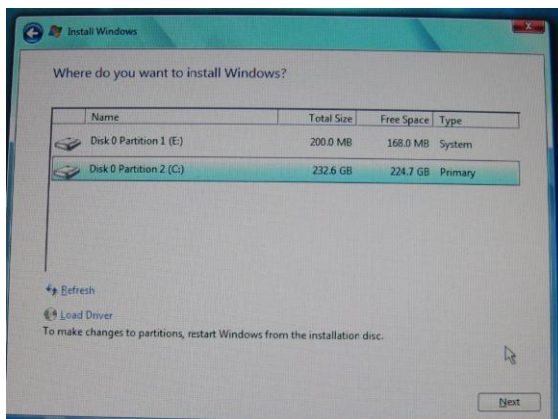 Install Windows
Where do you want to install Windows?
Name Total Size Free Space Type
Disk 0 Partition 1 (E:) 200.0 MB 168.0 MB System
Disk 0 Partition 2 (C:) 232.6 GB 224.7 GB Primary
Refresh
Load Driver
To make changes to partitions, restart Windows from the installation disc.
Next